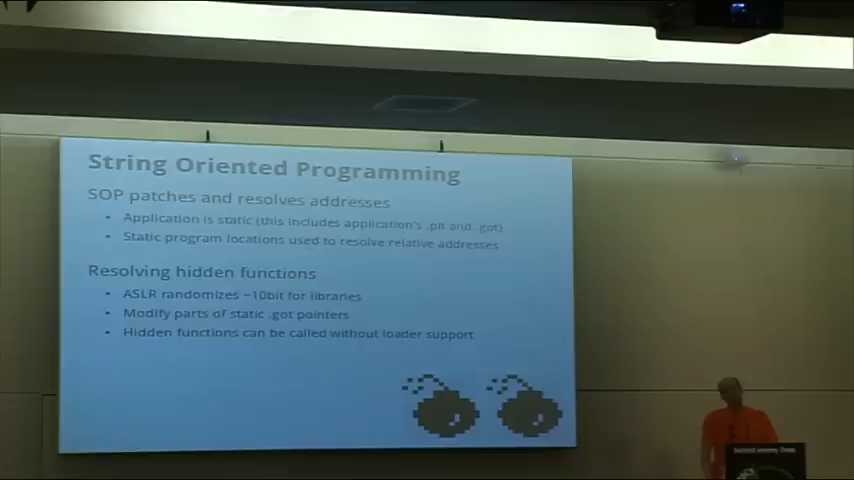 String Oriented Programming
SOP patches and resolves addresses
• Application is static (this includes application's .plt and .got)
• Static program locations used to resolve relative addresses
Resolving hidden functions
• ASLR randomizes ~10bit for libraries
• Modify parts of static .got pointers
• Hidden functions can be called without loader support